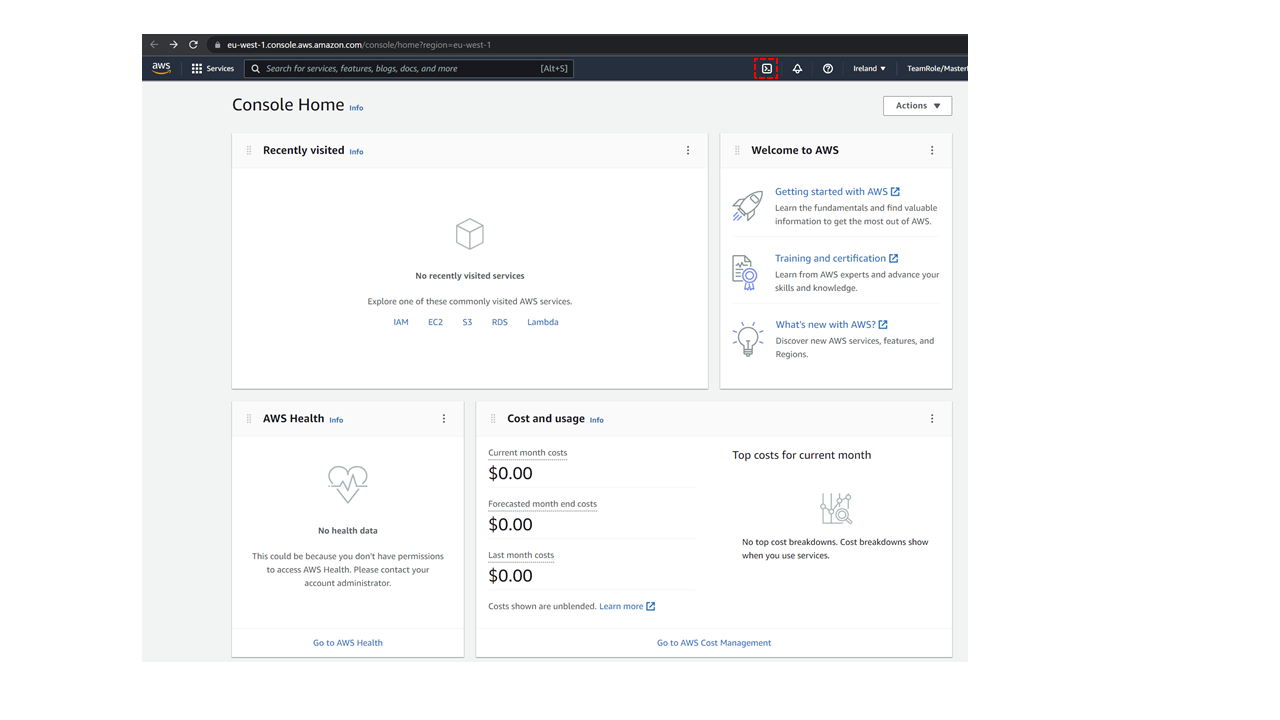 eu-west-1.console.aws.amazon.com/console/home?region=eu-west-1
aws Services Search for services, features, blogs, docs, and more [Alt+S] Ireland ▼ TeamRole/Master
Console Home Info
Actions ▼
Recently visited Info
No recently visited services
Explore one of these commonly visited AWS services.
IAM EC2 S3 RDS Lambda
Welcome to AWS
Getting started with AWS
Learn the fundamentals and find valuable
information to get the most out of AWS.
Training and certification
Learn from AWS experts and advance your
skills and knowledge.
What's new with AWS?
Discover new AWS services, features, and
Regions.
AWS Health Info
No health data
This could be because you don't have permissions
to access AWS Health. Please contact your
account administrator.
Go to AWS Health
Cost and usage Info
Current month costs
$0.00
Forecasted month end costs
$0.00
Last month costs
$0.00
Costs shown are unblended. Learn more
Top costs for current month
No top cost breakdowns. Cost breakdowns show
when you use services.
Go to AWS Cost Management